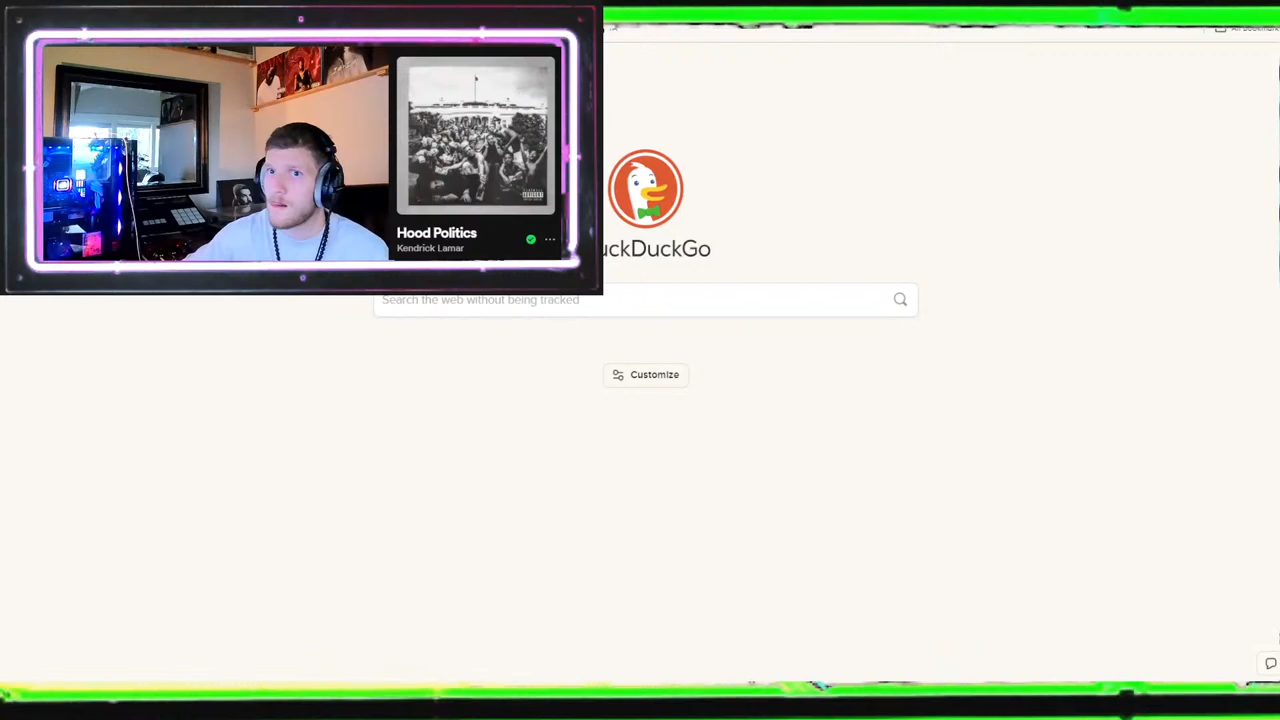 Hood Politics
Kendrick Lamar
uckDuckGo
Search the web without being tracked
Customize